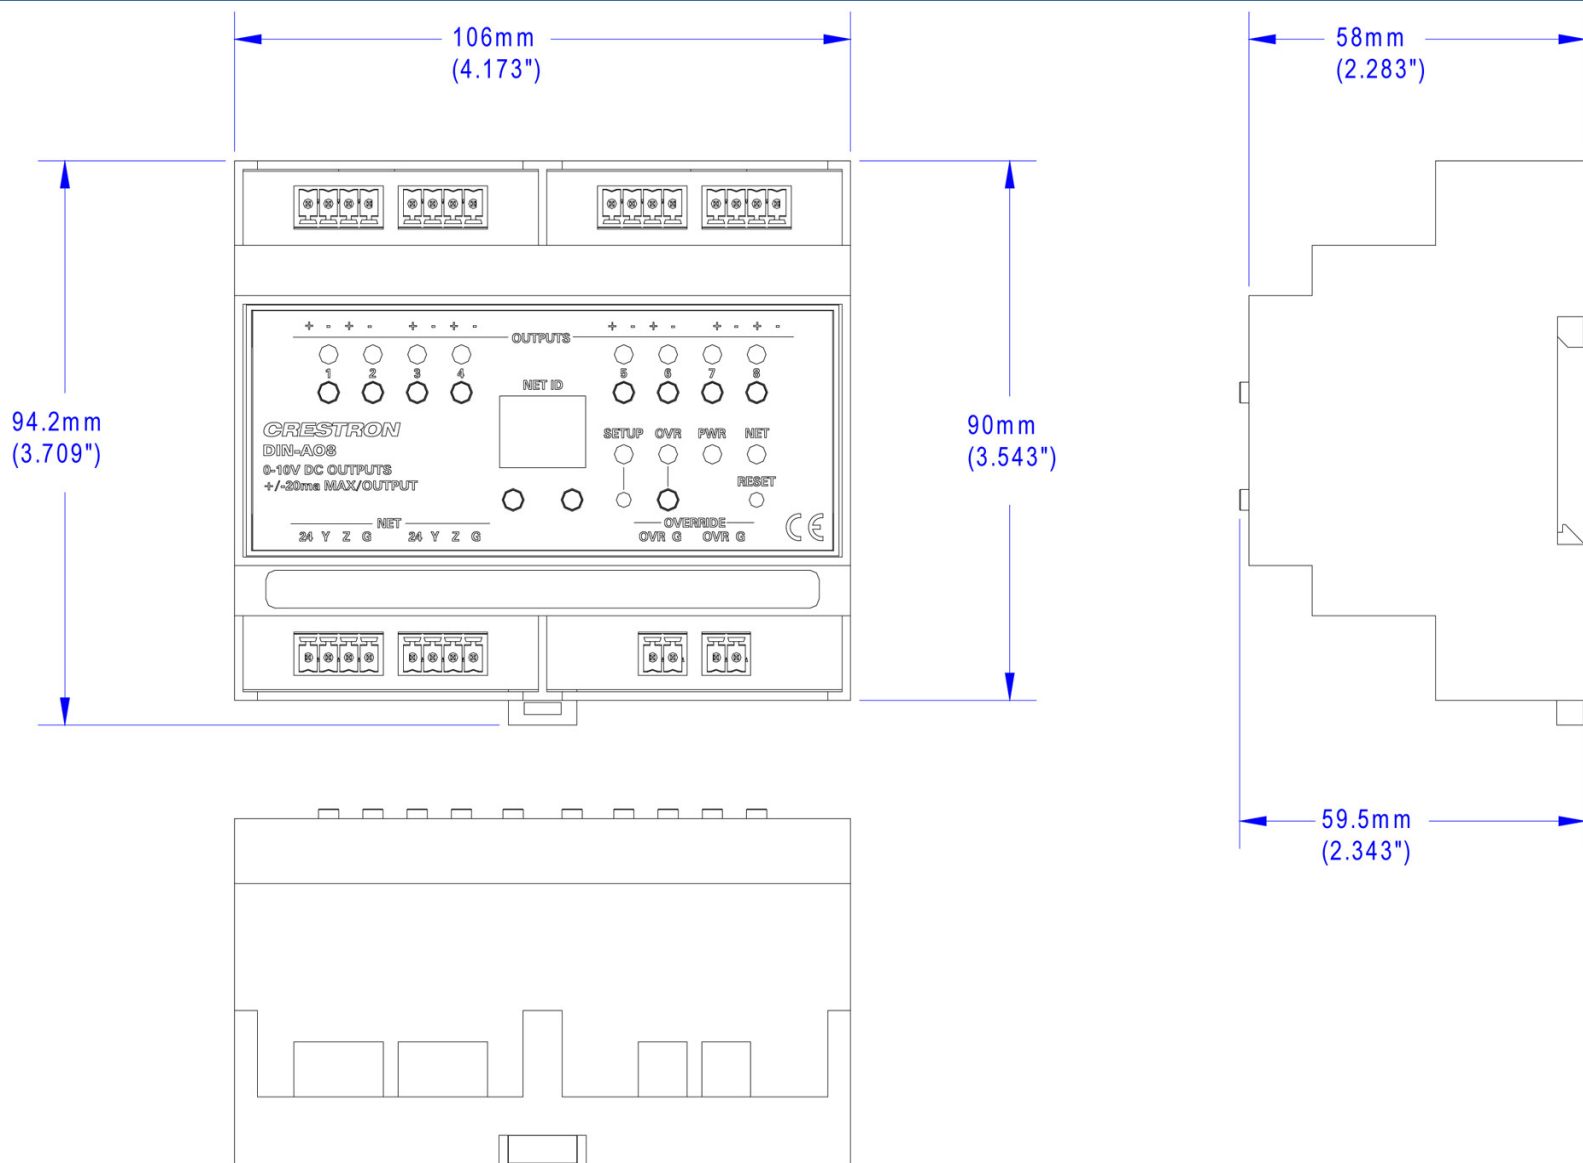 106mm
(4.173")
58mm
(2.283")
+ - + - + - + - + - + - + - + -
OUTPUTS
1 2 3 4 5 6 7 8
NET ID
94.2mm
(3.709")
90mm
(3.543")
CRESTRON
DIN-AO8
0-10V DC OUTPUTS
+/-20ma MAX/OUTPUT
SETUP OVR PWR NET
RESET
NET
24 Y Z G 24 Y Z G
OVERRIDE
OVR G OVR G
CE
59.5mm
(2.343")